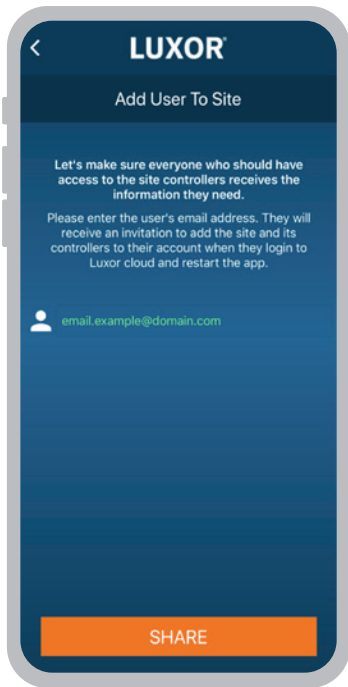 LUXOR
Add User To Site
Let's make sure everyone who should have
access to the site controllers receives the
information they need.
Please enter the user's email address. They will
receive an invitation to add the site and its
controllers to their account when they login to
Luxor cloud and restart the app.
email.example@domain.com
SHARE